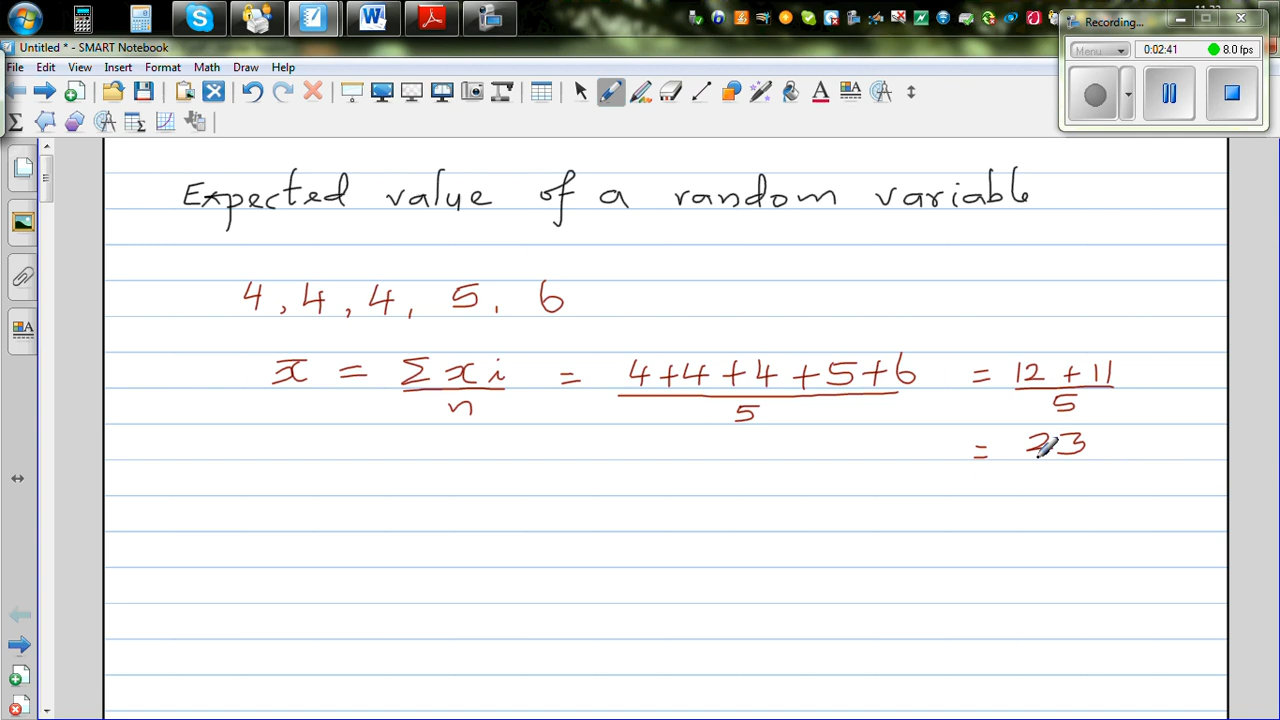 Recording...
Untitled * - SMART Notebook
Menu 0:02:41 8.0 fps
File Edit View Insert Format Math Draw Help
Expected value of a random variable
4, 4, 4, 5, 6
x̄ = Σxi/n = 4+4+4+5+6/5 = 12+11/5
= 23